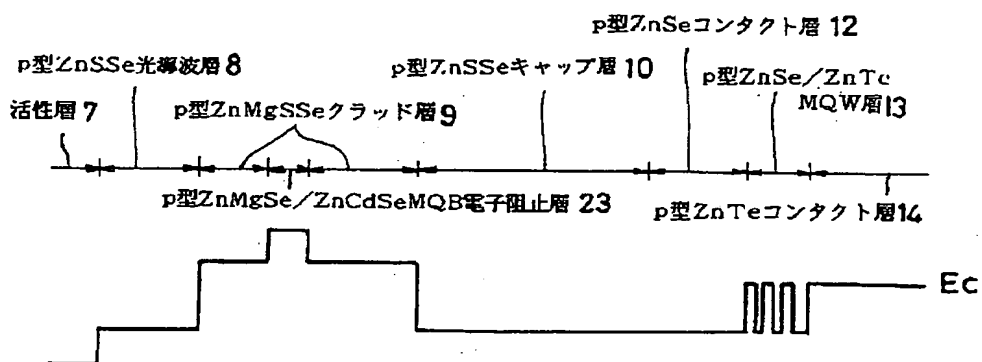 p型ZnSeコンタクト層 12
p型ZnSSe光導波層 8
p型ZnSSeキャップ層 10
p型ZnSe/ZnTe
MQW層13
活性層 7
p型ZnMgSSeクラッド層 9
p型ZnMgSe/ZnCdSeMQB電子阻止層 23
p型ZnTeコンタクト層14
Ec